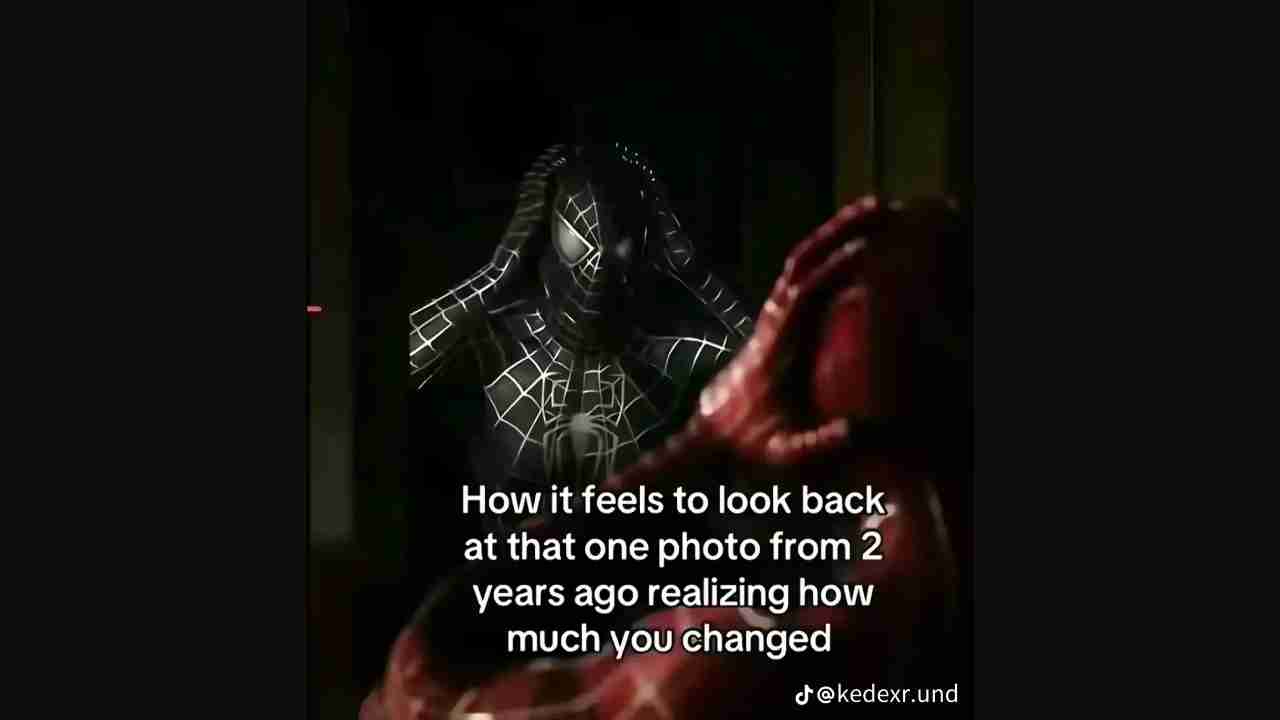 How it feels to look back
at that one photo from 2
years ago realizing how
much you changed
@kedexr.und